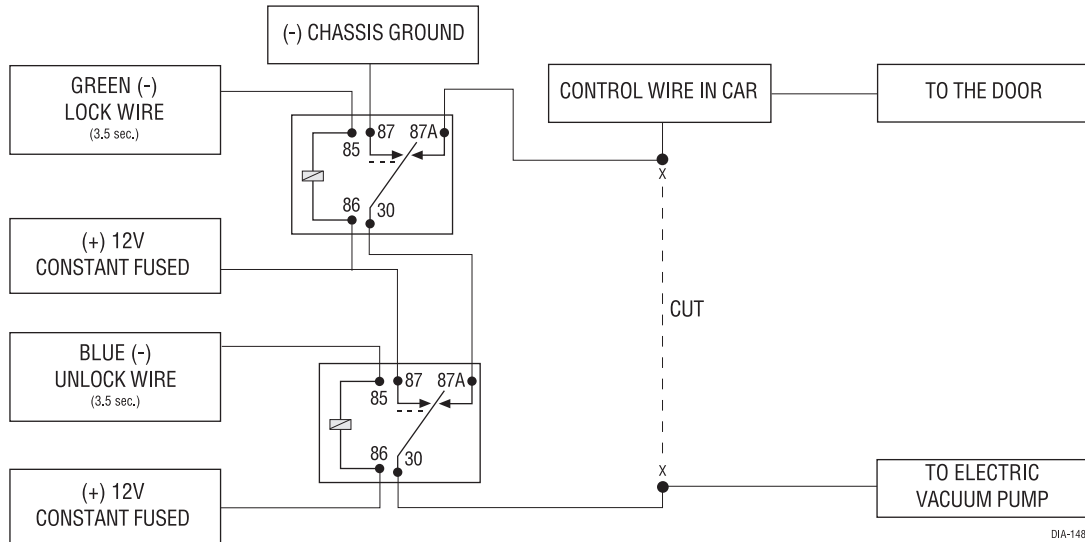 (-) CHASSIS GROUND
GREEN (-)
LOCK WIRE
(3.5 sec.)
CONTROL WIRE IN CAR
TO THE DOOR
87
87A
85
X
86
30
(+) 12V
CONSTANT FUSED
CUT
BLUE (-)
UNLOCK WIRE
(3.5 sec.)
87
87A
85
86
30
X
(+) 12V
CONSTANT FUSED
TO ELECTRIC
VACUUM PUMP
DIA-148